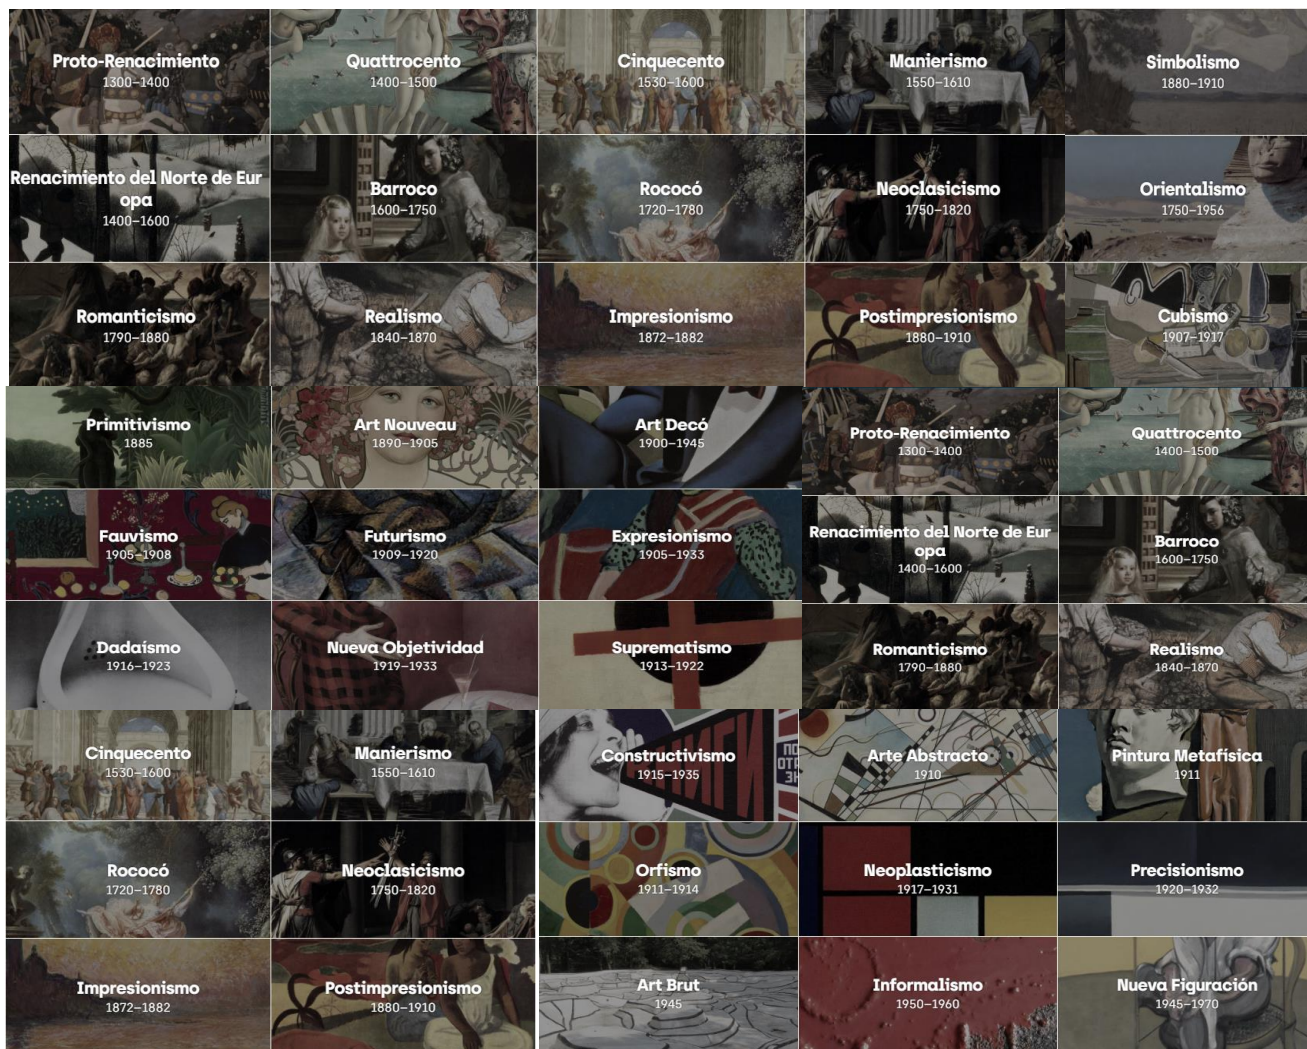 Proto-Renacimiento
1300–1400
Quattrocento
1400–1500
Cinquecento
1530–1600
Manierismo
1550–1610
Simbolismo
1880–1910
Renacimiento del Norte de Eur
opa
1400–1600
Barroco
1600–1750
Rococó
1720–1780
Neoclasicismo
1750–1820
Orientalismo
1750–1956
Romanticismo
1790–1880
Realismo
1840–1870
Impresionismo
1872–1882
Postimpresionismo
1880–1910
Cubismo
1907–1917
Primitivismo
1885
Art Nouveau
1890–1905
Art Decó
1900–1945
Proto-Renacimiento
1300–1400
Quattrocento
1400–1500
Fauvismo
1905–1908
Futurismo
1909–1920
Expresionismo
1905–1933
Renacimiento del Norte de Eur
opa
1400–1600
Barroco
1600–1750
Dadaísmo
1916–1923
Nueva Objetividad
1919–1933
Suprematismo
1913–1922
Romanticismo
1790–1880
Realismo
1840–1870
Cinquecento
1530–1600
Manierismo
1550–1610
Constructivismo
1915–1935
Arte Abstracto
1910
Pintura Metafísica
1911
Rococó
1720–1780
Neoclasicismo
1750–1820
Orfismo
1911–1914
Neoplasticismo
1917–1931
Precisionismo
1920–1932
Impresionismo
1872–1882
Postimpresionismo
1880–1910
Art Brut
1945
Informalismo
1950–1960
Nueva Figuración
1945–1970